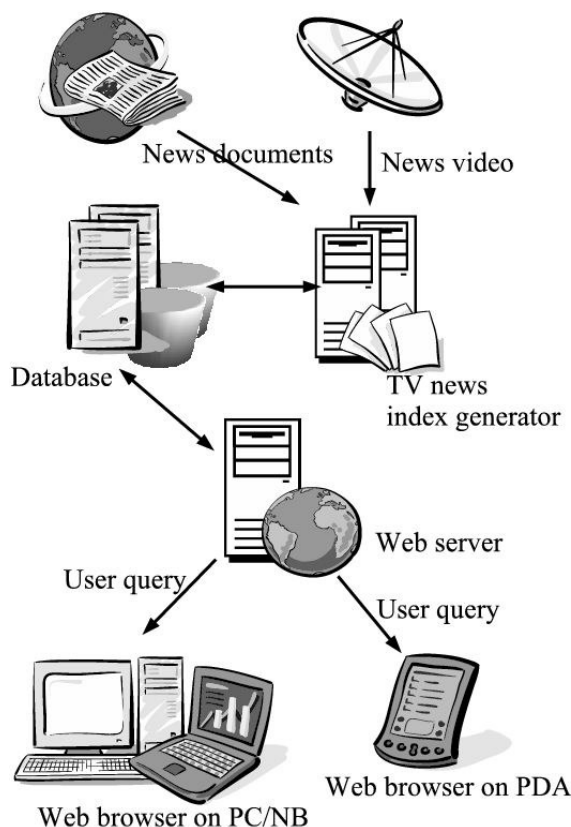 News documents
News video
Database
TV news
index generator
Web server
User query
User query
Web browser on PDA
Web browser on PC/NB